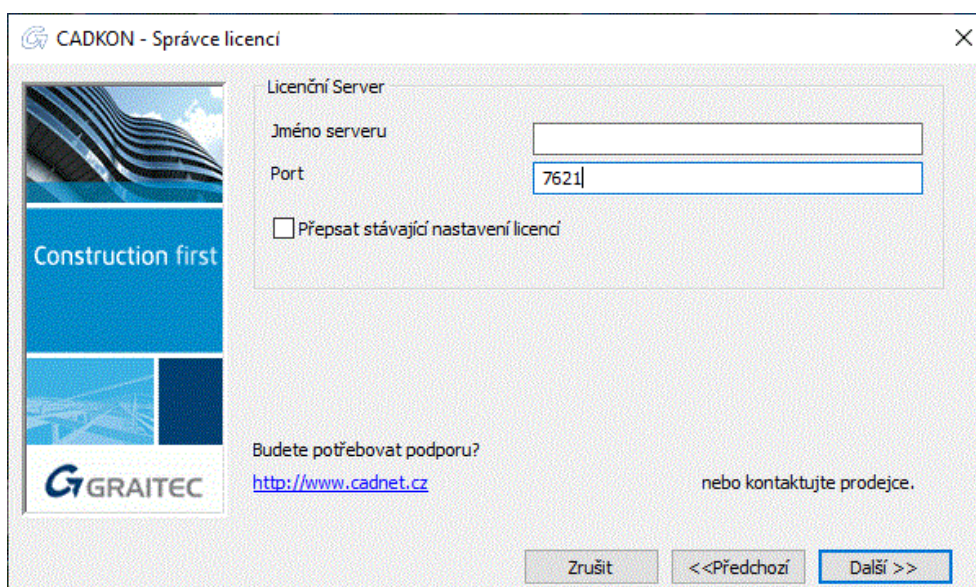 CADKON - Správce licencí
Licenční Server
Jméno serveru
Port
7621
Přepsat stávající nastavení licencí
Construction first
GRAITEC
Budete potřebovat podporu?
http://www.cadnet.cz nebo kontaktujte prodejce.
Zrušit <<Předchozí Další >>